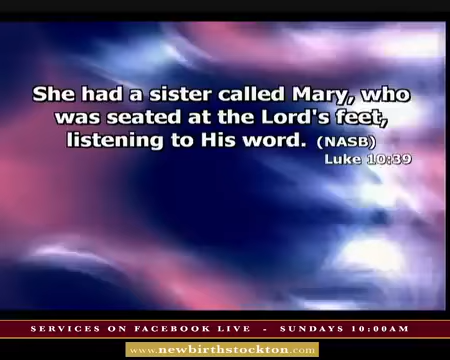 She had a sister called Mary, who
was seated at the Lord's feet,
listening to His word. (NASB)
Luke 10:39
SERVICES ON FACEBOOK LIVE - SUNDAYS 10:00AM
www.newbirthstockton.com